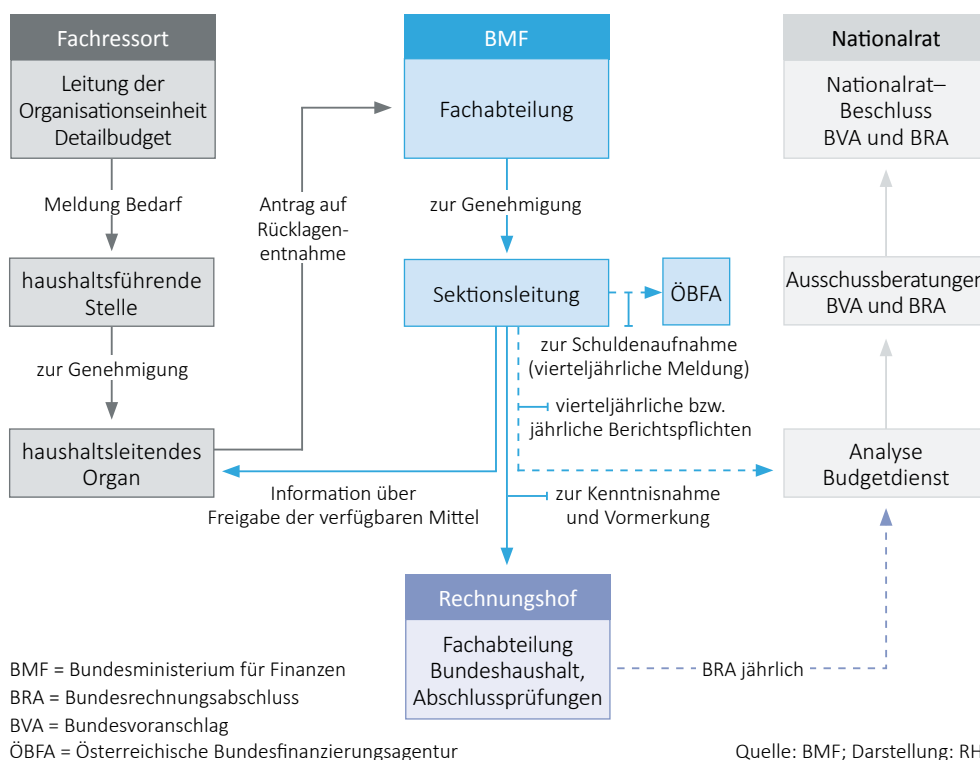 Fachressort
Leitung der
Organisationseinheit
Detailbudget
Meldung Bedarf
haushaltsführende
Stelle
zur Genehmigung
haushaltsleitendes
Organ
Antrag auf
Rücklagen-
entnahme
BMF
Fachabteilung
zur Genehmigung
Sektionsleitung
ÖBFA
zur Schuldenaufnahme
(vierteljährliche Meldung)
vierteljährliche bzw.
jährliche Berichtspflichten
Information über
Freigabe der verfügbaren Mittel
zur Kenntnisnahme
und Vormerkung
Rechnungshof
Fachabteilung
Bundeshaushalt,
Abschlussprüfungen
BRA jährlich
Nationalrat
Nationalrat–
Beschluss
BVA und BRA
Ausschussberatungen
BVA und BRA
Analyse
Budgetdienst
BMF = Bundesministerium für Finanzen
BRA = Bundesrechnungsabschluss
BVA = Bundesvoranschlag
ÖBFA = Österreichische Bundesfinanzierungsagentur
Quelle: BMF; Darstellung: RH